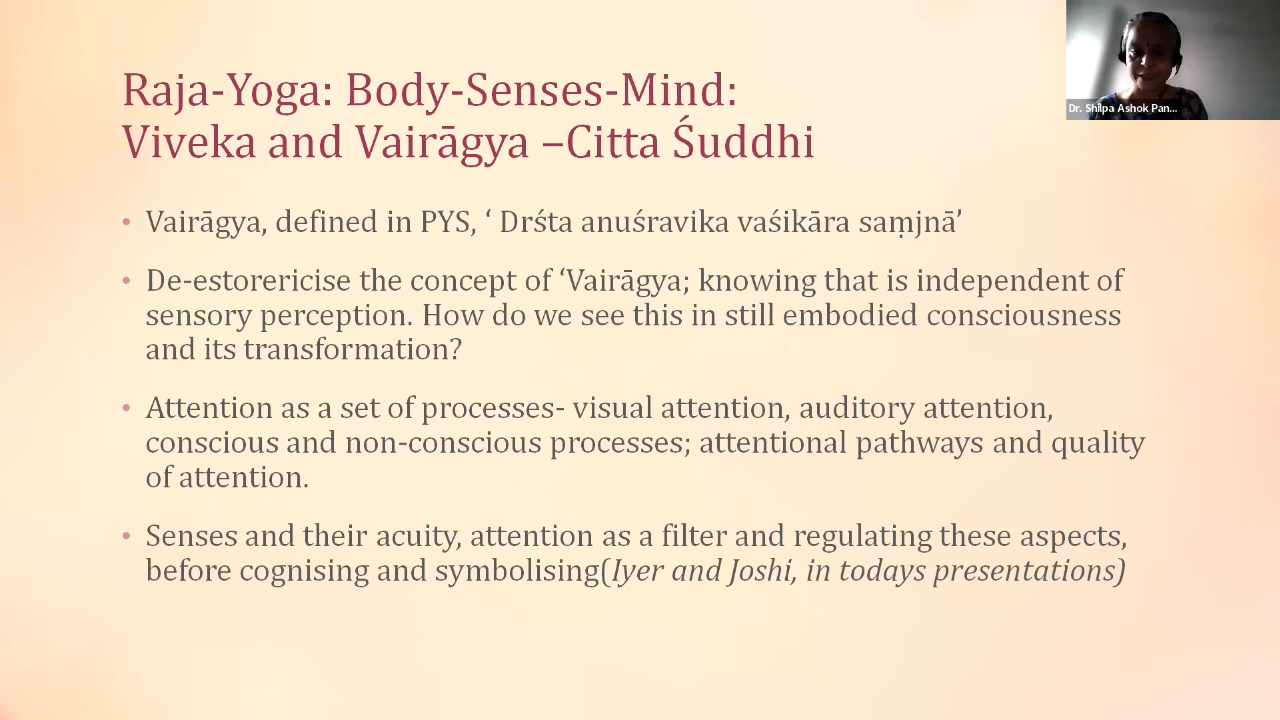 Raja-Yoga: Body-Senses-Mind:
Viveka and Vairāgya –Citta Śuddhi
• Vairāgya, defined in PYS, ‘ Drśta anuśravika vaśikāra saṃjnā’
• De-estorericise the concept of ‘Vairāgya; knowing that is independent of
sensory perception. How do we see this in still embodied consciousness
and its transformation?
• Attention as a set of processes- visual attention, auditory attention,
conscious and non-conscious processes; attentional pathways and quality
of attention.
• Senses and their acuity, attention as a filter and regulating these aspects,
before cognising and symbolising(Iyer and Joshi, in todays presentations)
Dr. Shilpa Ashok Pan...